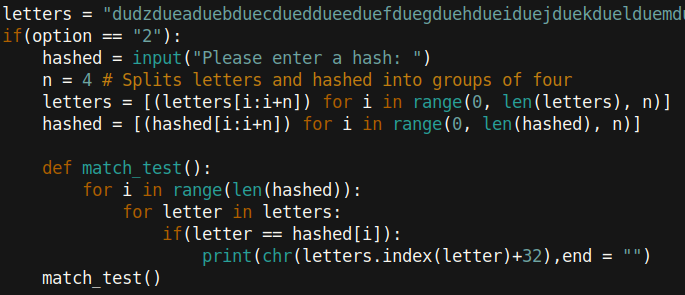 letters = "dudzdueaduebduecdueddueeduefduegduehdueiduejduekduelduemdu
if(option == "2"):
    hashed = input("Please enter a hash: ")
    n = 4 # Splits letters and hashed into groups of four
    letters = [(letters[i:i+n]) for i in range(0, len(letters), n)]
    hashed = [(hashed[i:i+n]) for i in range(0, len(hashed), n)]
    def match_test():
        for i in range(len(hashed)):
            for letter in letters:
                if(letter == hashed[i]):
                    print(chr(letters.index(letter)+32),end = "")
    match_test()